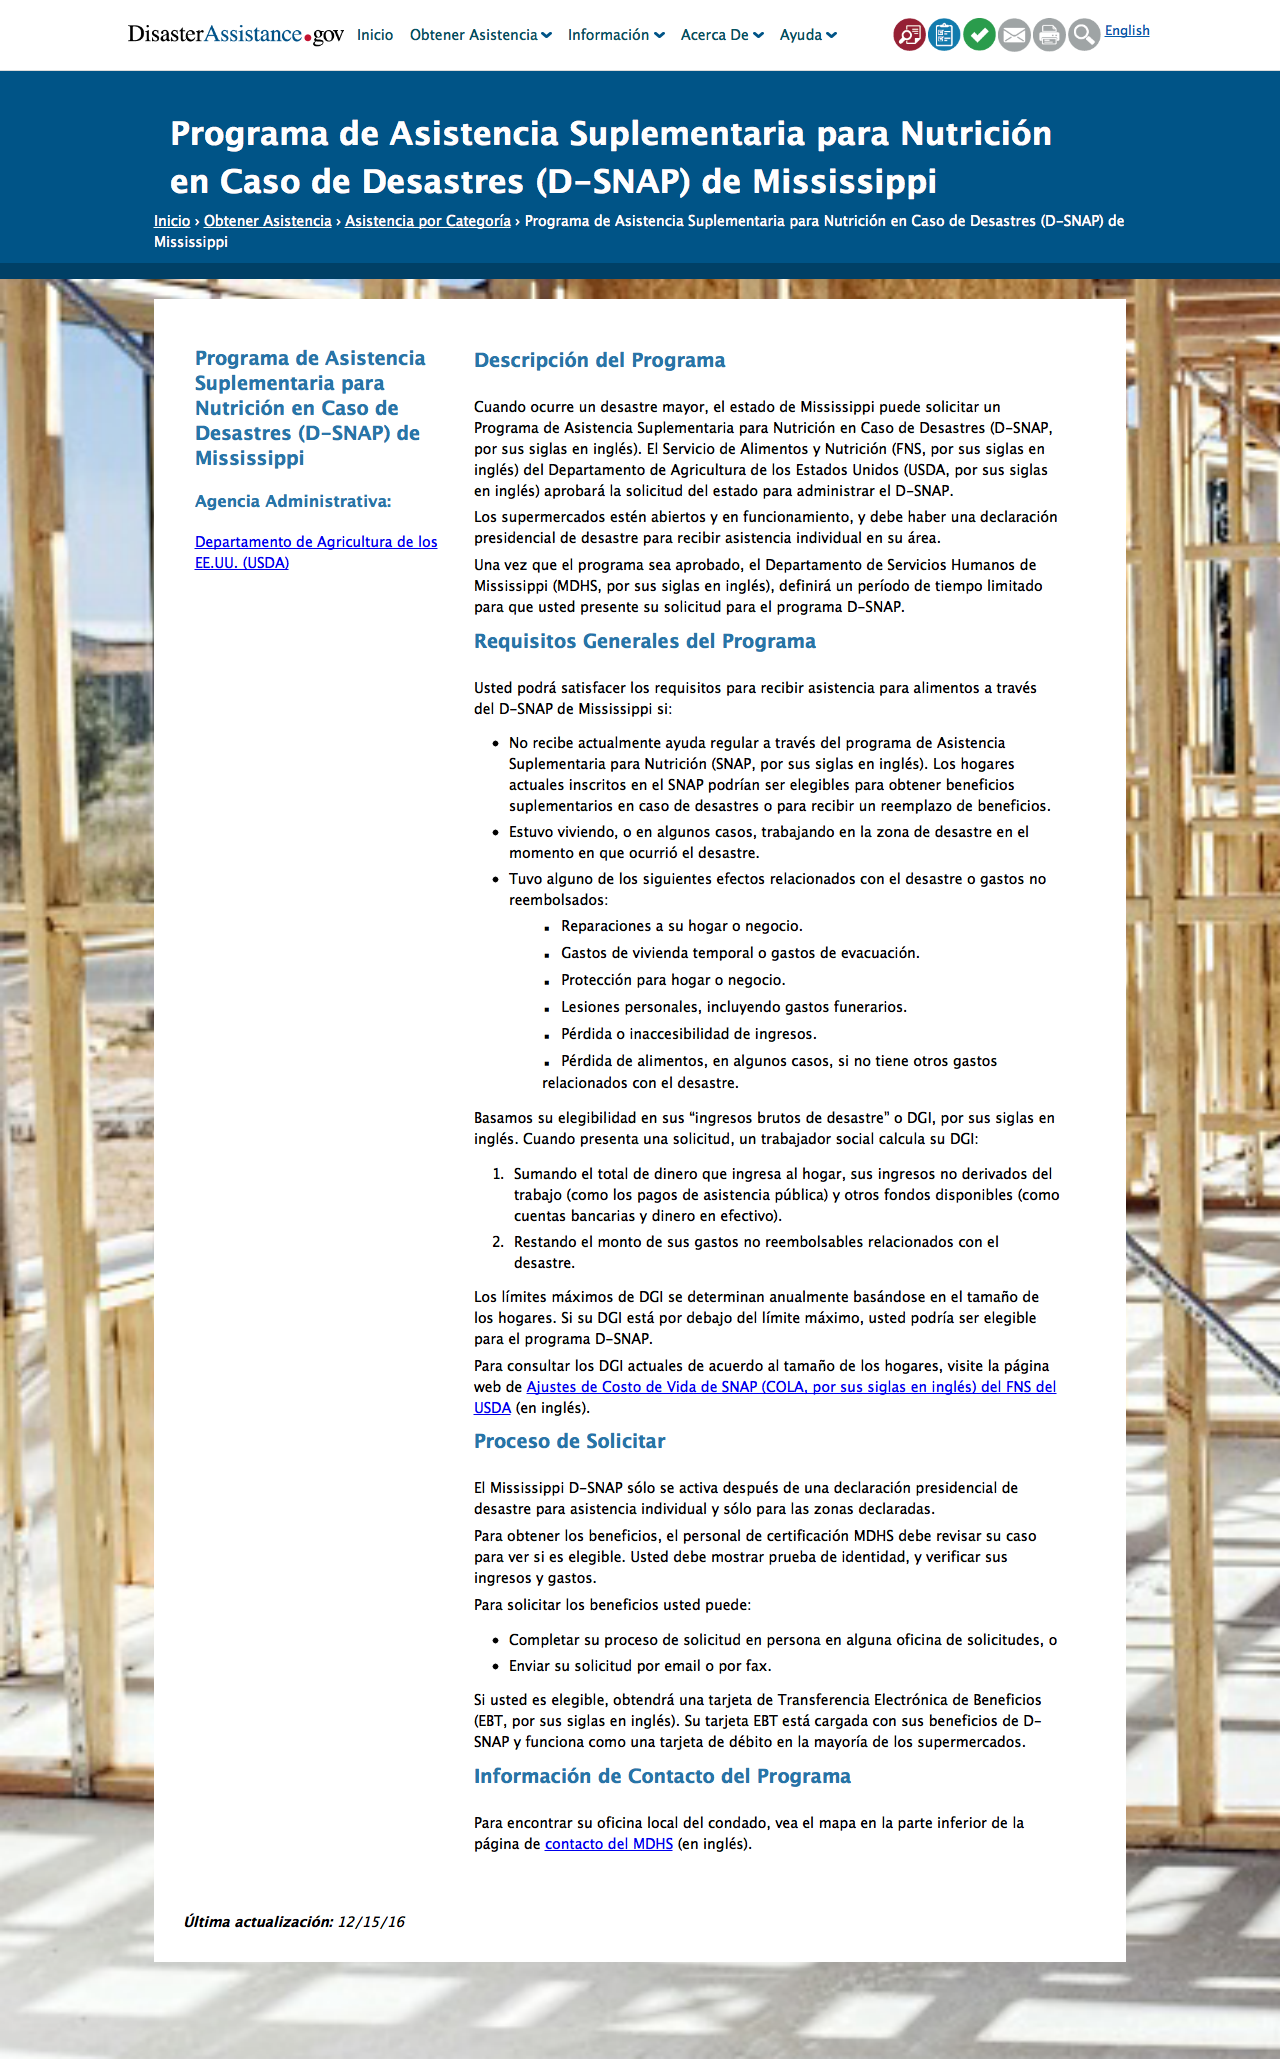 DisasterAssistance.gov
Inicio
Obtener Asistencia
Información
Acerca De
Ayuda
English
Programa de Asistencia Suplementaria para Nutrición
en Caso de Desastres (D-SNAP) de Mississippi
Inicio › Obtener Asistencia › Asistencia por Categoría › Programa de Asistencia Suplementaria para Nutrición en Caso de Desastres (D-SNAP) de
Mississippi
Programa de Asistencia
Suplementaria para
Nutrición en Caso de
Desastres (D-SNAP) de
Mississippi
Agencia Administrativa:
Departamento de Agricultura de los
EE.UU. (USDA)
Descripción del Programa
Cuando ocurre un desastre mayor, el estado de Mississippi puede solicitar un
Programa de Asistencia Suplementaria para Nutrición en Caso de Desastres (D-SNAP,
por sus siglas en inglés). El Servicio de Alimentos y Nutrición (FNS, por sus siglas en
inglés) del Departamento de Agricultura de los Estados Unidos (USDA, por sus siglas
en inglés) aprobará la solicitud del estado para administrar el D-SNAP.
Los supermercados estén abiertos y en funcionamiento, y debe haber una declaración
presidencial de desastre para recibir asistencia individual en su área.
Una vez que el programa sea aprobado, el Departamento de Servicios Humanos de
Mississippi (MDHS, por sus siglas en inglés), definirá un período de tiempo limitado
para que usted presente su solicitud para el programa D-SNAP.
Requisitos Generales del Programa
Usted podrá satisfacer los requisitos para recibir asistencia para alimentos a través
del D-SNAP de Mississippi si:
• No recibe actualmente ayuda regular a través del programa de Asistencia
Suplementaria para Nutrición (SNAP, por sus siglas en inglés). Los hogares
actuales inscritos en el SNAP podrían ser elegibles para obtener beneficios
suplementarios en caso de desastres o para recibir un reemplazo de beneficios.
• Estuvo viviendo, o en algunos casos, trabajando en la zona de desastre en el
momento en que ocurrió el desastre.
• Tuvo alguno de los siguientes efectos relacionados con el desastre o gastos no
reembolsados:
▪ Reparaciones a su hogar o negocio.
▪ Gastos de vivienda temporal o gastos de evacuación.
▪ Protección para hogar o negocio.
▪ Lesiones personales, incluyendo gastos funerarios.
▪ Pérdida o inaccesibilidad de ingresos.
▪ Pérdida de alimentos, en algunos casos, si no tiene otros gastos
relacionados con el desastre.
Basamos su elegibilidad en sus “ingresos brutos de desastre” o DGI, por sus siglas en
inglés. Cuando presenta una solicitud, un trabajador social calcula su DGI:
1. Sumando el total de dinero que ingresa al hogar, sus ingresos no derivados del
trabajo (como los pagos de asistencia pública) y otros fondos disponibles (como
cuentas bancarias y dinero en efectivo).
2. Restando el monto de sus gastos no reembolsables relacionados con el
desastre.
Los límites máximos de DGI se determinan anualmente basándose en el tamaño de
los hogares. Si su DGI está por debajo del límite máximo, usted podría ser elegible
para el programa D-SNAP.
Para consultar los DGI actuales de acuerdo al tamaño de los hogares, visite la página
web de Ajustes de Costo de Vida de SNAP (COLA, por sus siglas en inglés) del FNS del
USDA (en inglés).
Proceso de Solicitar
El Mississippi D-SNAP sólo se activa después de una declaración presidencial de
desastre para asistencia individual y sólo para las zonas declaradas.
Para obtener los beneficios, el personal de certificación MDHS debe revisar su caso
para ver si es elegible. Usted debe mostrar prueba de identidad, y verificar sus
ingresos y gastos.
Para solicitar los beneficios usted puede:
• Completar su proceso de solicitud en persona en alguna oficina de solicitudes, o
• Enviar su solicitud por email o por fax.
Si usted es elegible, obtendrá una tarjeta de Transferencia Electrónica de Beneficios
(EBT, por sus siglas en inglés). Su tarjeta EBT está cargada con sus beneficios de D-
SNAP y funciona como una tarjeta de débito en la mayoría de los supermercados.
Información de Contacto del Programa
Para encontrar su oficina local del condado, vea el mapa en la parte inferior de la
página de contacto del MDHS (en inglés).
Última actualización: 12/15/16